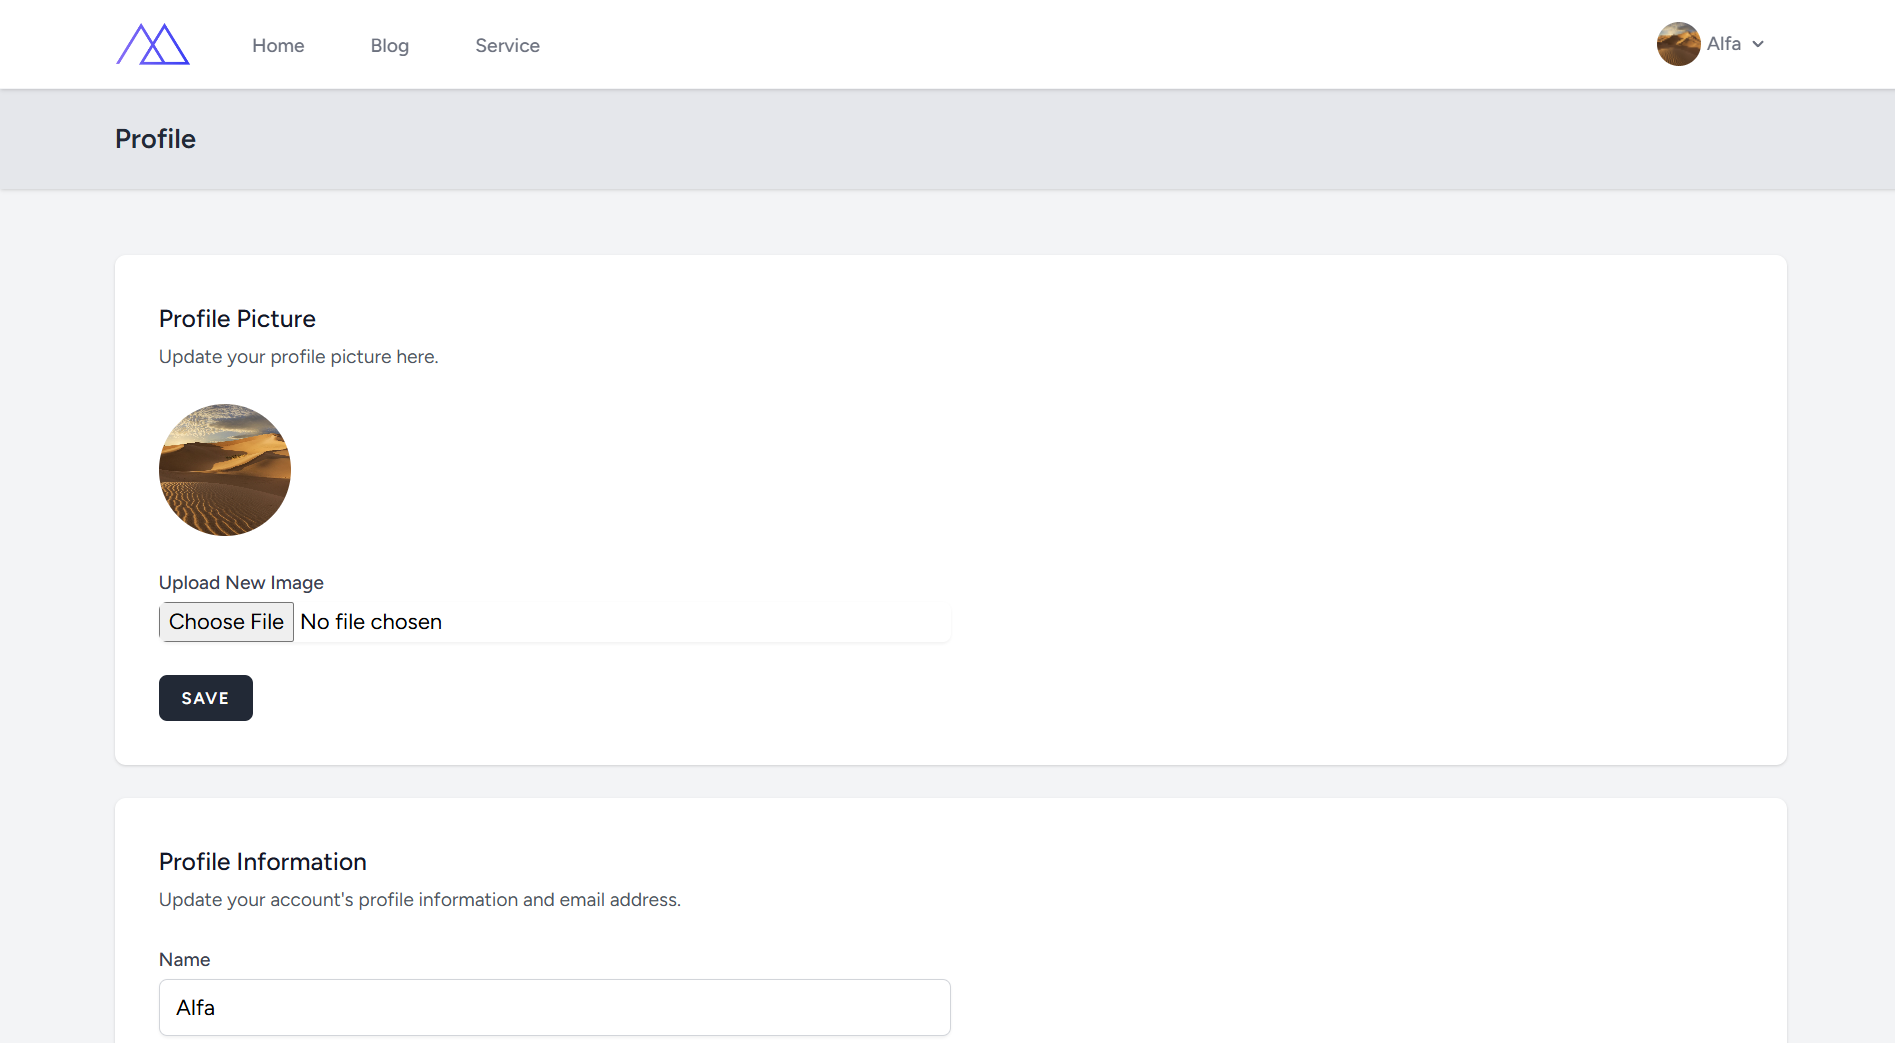 Home Blog Service Alfa
Profile
Profile Picture
Update your profile picture here.
Upload New Image
Choose File No file chosen
SAVE
Profile Information
Update your account's profile information and email address.
Name
Alfa